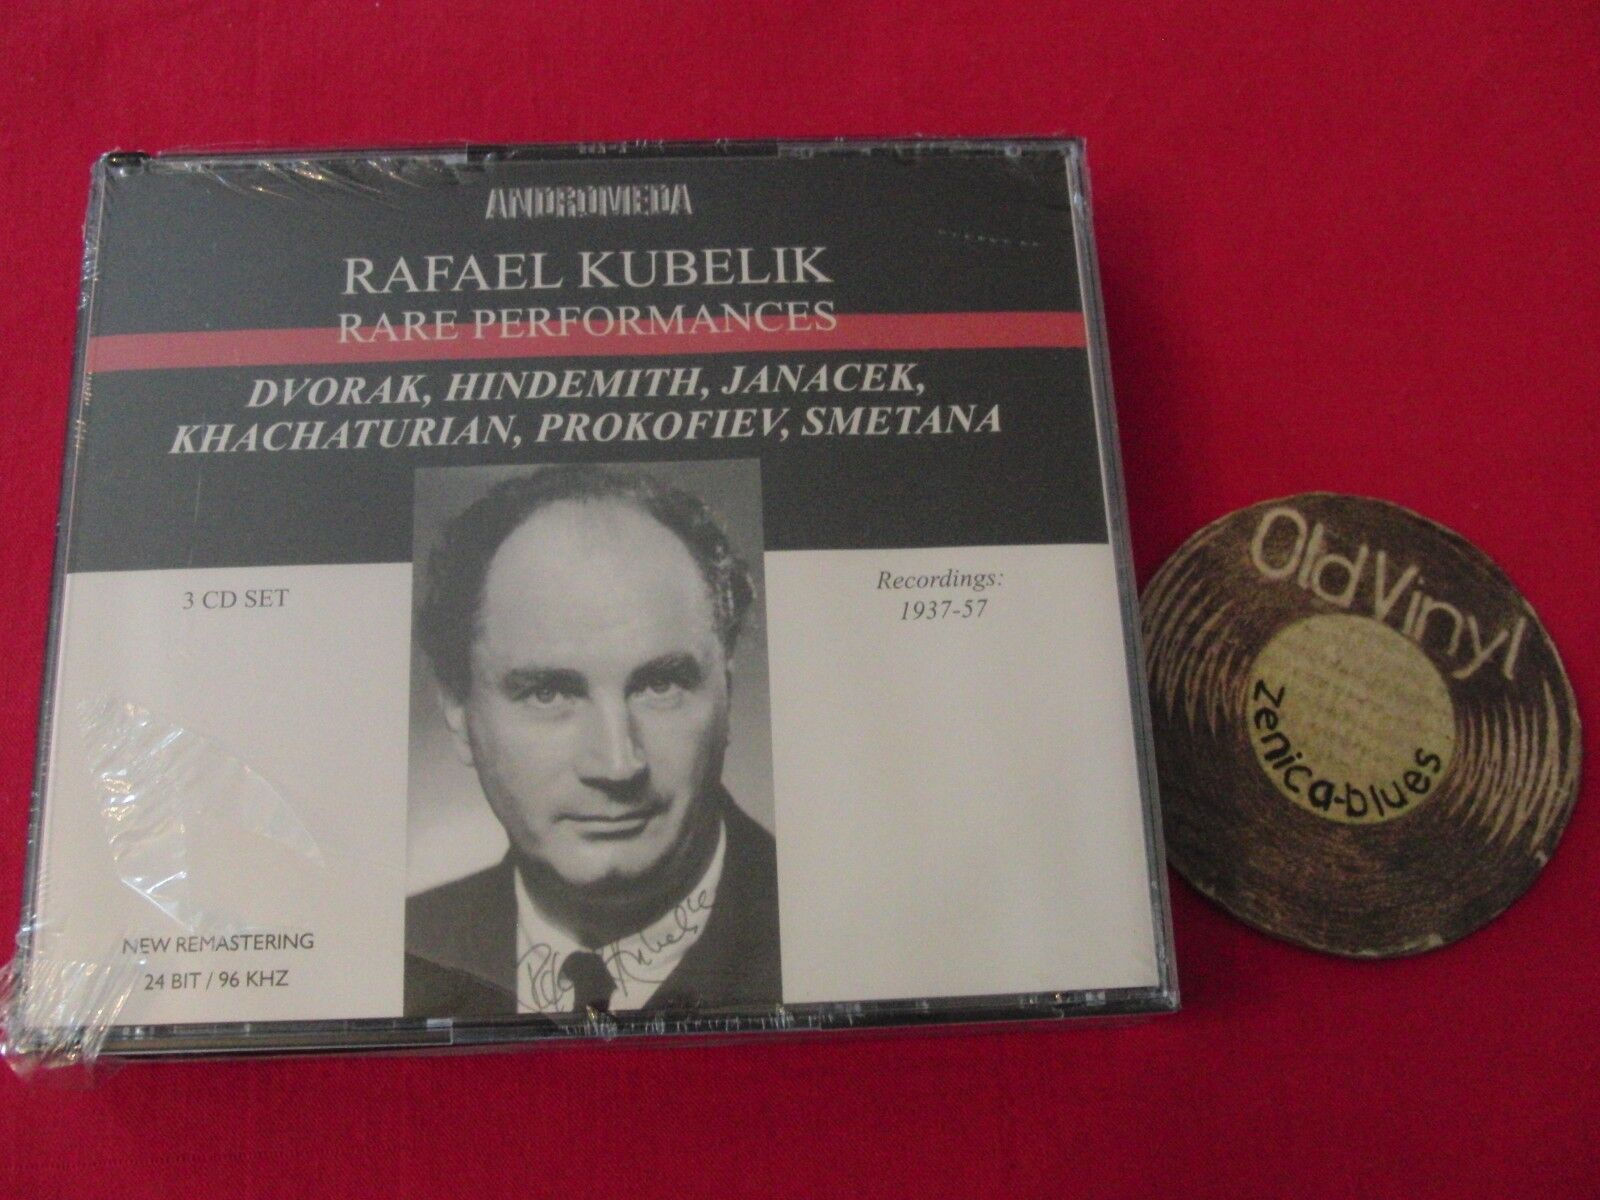 ANDROMEDA
RAFAEL KUBELIK
RARE PERFORMANCES
DVORAK, HINDEMITH, JANACEK,
KHACHATURIAN, PROKOFIEV, SMETANA
3 CD SET
Recordings:
1937-57
NEW REMASTERING
24 BIT / 96 KHZ
Old Vinyl
zenica-blues